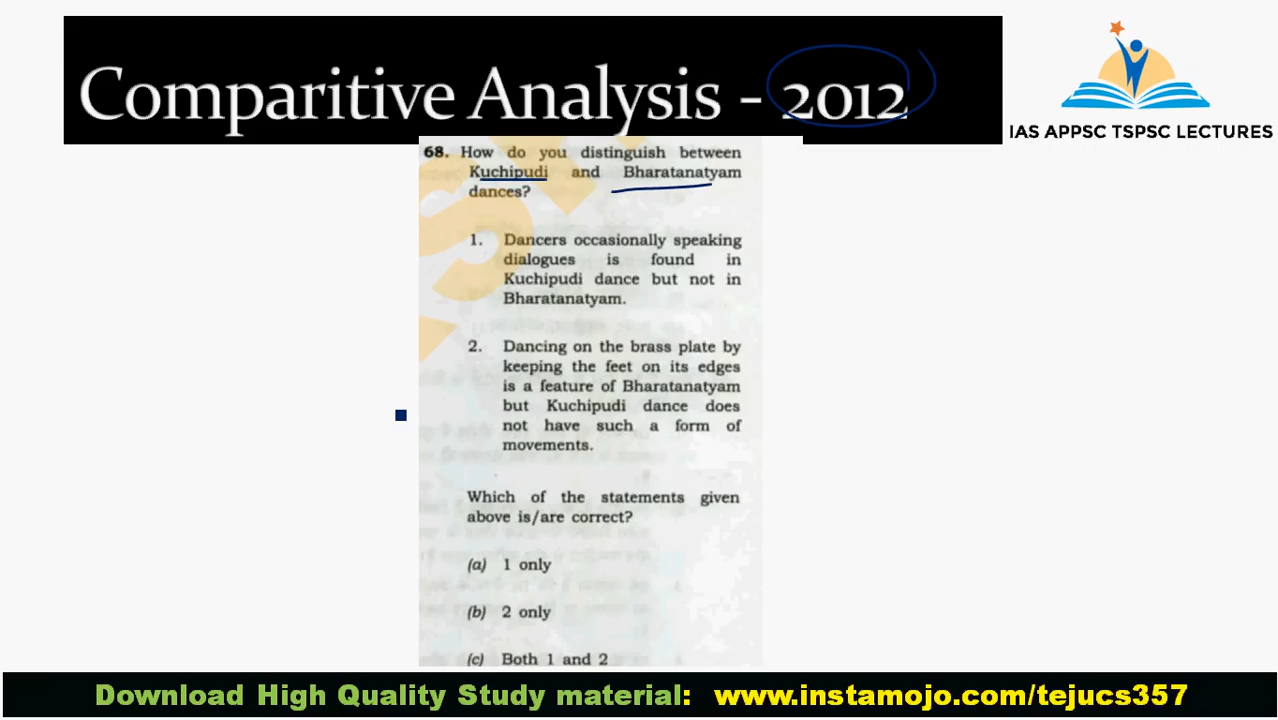 Comparitive Analysis - 2012
IAS APPSC TSPSC LECTURES
68. How do you distinguish between
Kuchipudi and Bharatanatyam
dances?
1. Dancers occasionally speaking
dialogues is found in
Kuchipudi dance but not in
Bharatanatyam.
2. Dancing on the brass plate by
keeping the feet on its edges
is a feature of Bharatanatyam
but Kuchipudi dance does
not have such a form of
movements.
Which of the statements given
above is/are correct?
(a) 1 only
(b) 2 only
(c) Both 1 and 2
Download High Quality Study material: www.instamojo.com/tejucs357